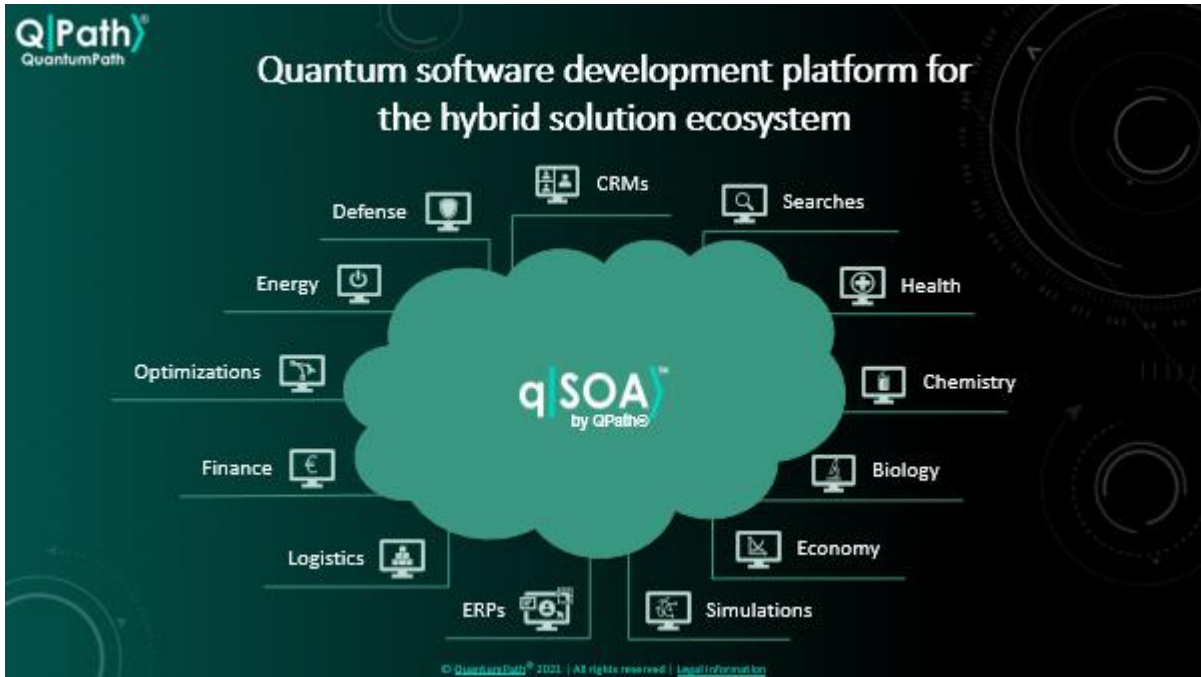 Q|Path⟩®
QuantumPath
Quantum software development platform for
the hybrid solution ecosystem
CRMs
Defense
Searches
Energy
Health
Optimizations
q|SOA⟩™
by QPath®
Chemistry
Finance
Biology
Logistics
Economy
ERPs
Simulations
© QuantumPath® 2021 | All rights reserved | Legal information